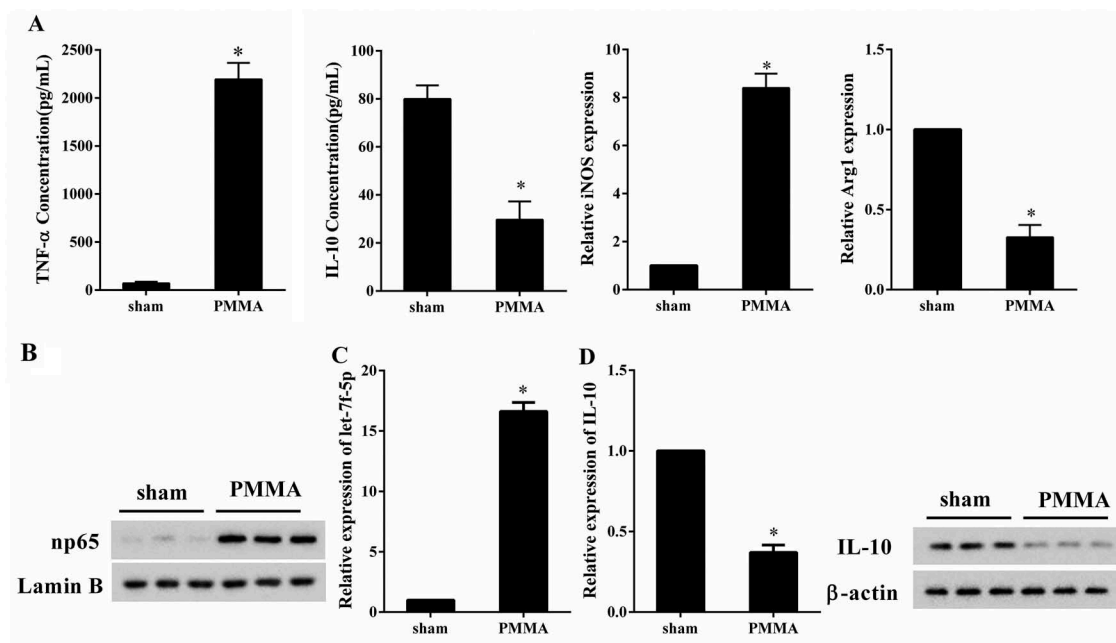 A
TNF-α Concentration(pg/mL)
2500
2000
1500
1000
500
0
*
sham PMMA
IL-10 Concentration(pg/mL)
100
80
60
40
20
0
*
sham PMMA
Relative iNOS expression
10
8
6
4
2
0
*
sham PMMA
Relative Arg1 expression
1.5
1.0
0.5
0.0
*
sham PMMA
B
sham PMMA
np65
Lamin B
C
Relative expression of let-7f-5p
20
15
10
5
0
*
sham PMMA
D
Relative expression of IL-10
1.5
1.0
0.5
0.0
*
sham PMMA
sham PMMA
IL-10
β-actin